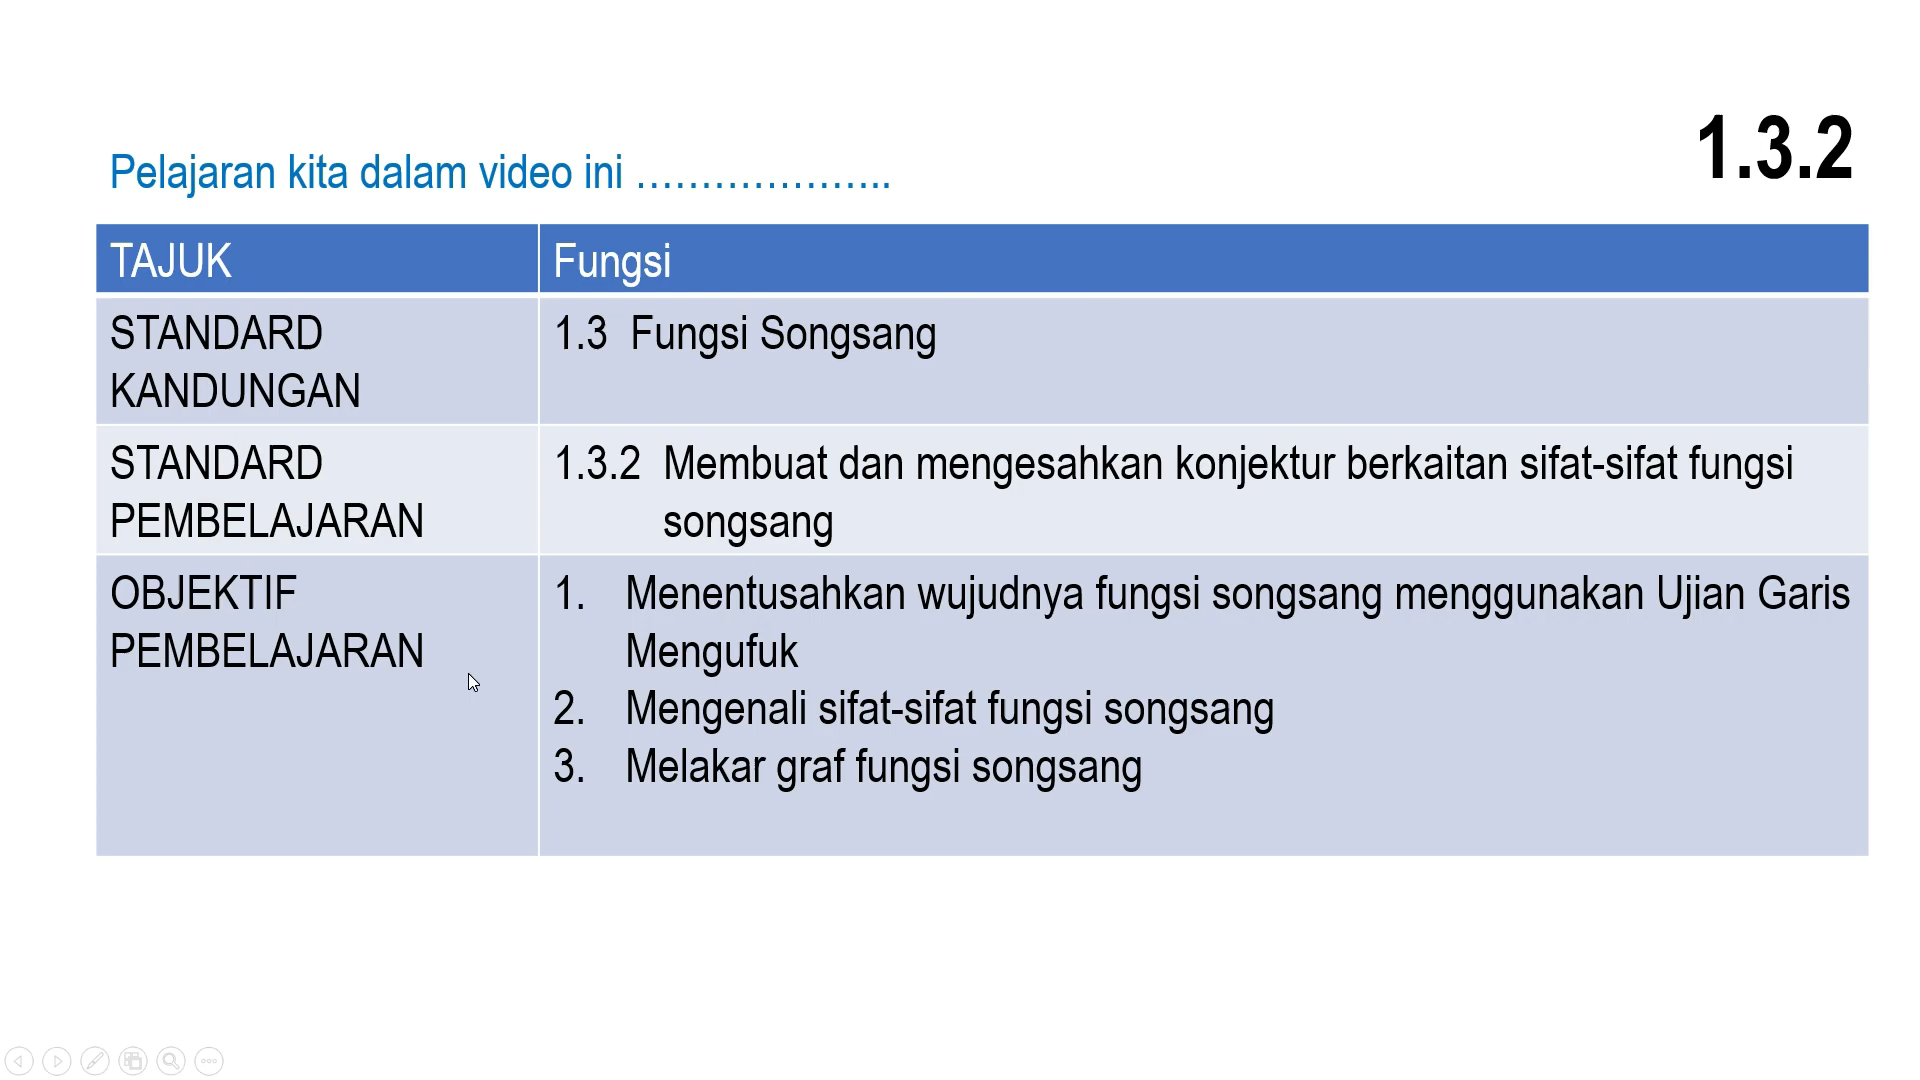 1.3.2
Pelajaran kita dalam video ini …………………..
TAJUK
Fungsi
STANDARD
KANDUNGAN
1.3 Fungsi Songsang
STANDARD
PEMBELAJARAN
1.3.2 Membuat dan mengesahkan konjektur berkaitan sifat-sifat fungsi
songsang
OBJEKTIF
PEMBELAJARAN
1. Menentusahkan wujudnya fungsi songsang menggunakan Ujian Garis
Mengufuk
2. Mengenali sifat-sifat fungsi songsang
3. Melakar graf fungsi songsang